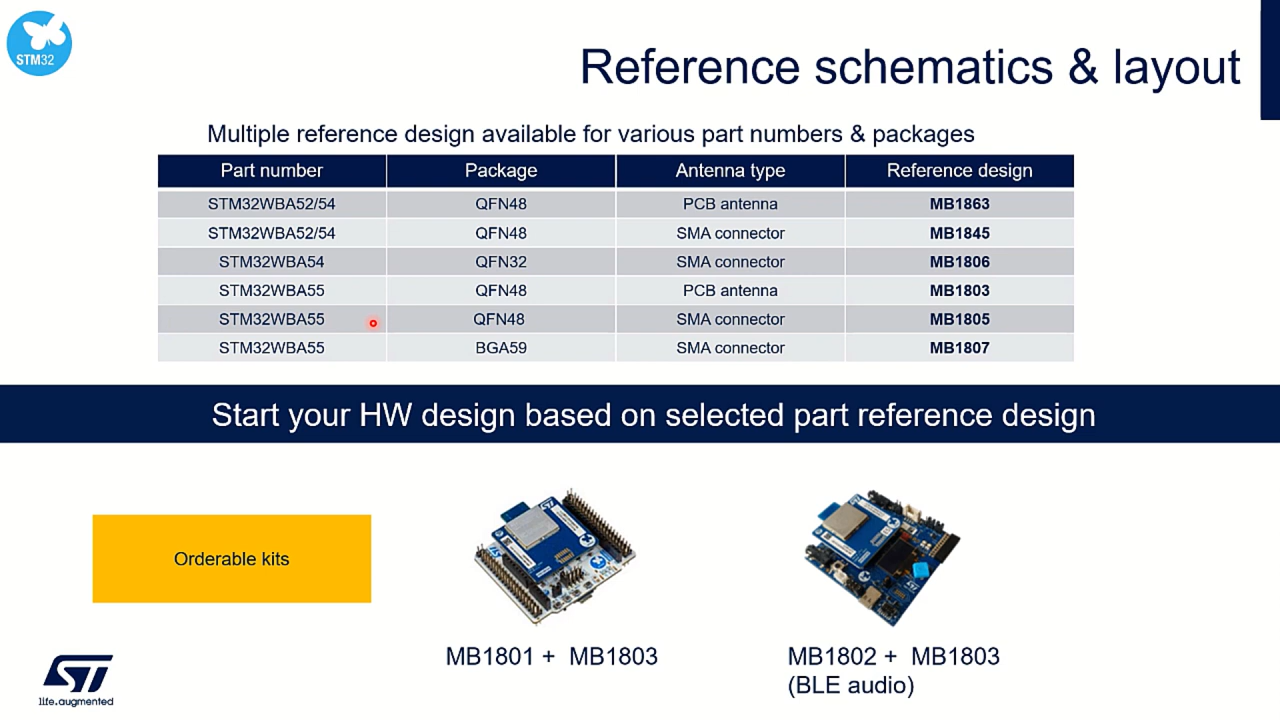 STM32
Reference schematics & layout
Multiple reference design available for various part numbers & packages
Part number Package Antenna type Reference design
STM32WBA52/54 QFN48 PCB antenna MB1863
STM32WBA52/54 QFN48 SMA connector MB1845
STM32WBA54 QFN32 SMA connector MB1806
STM32WBA55 QFN48 PCB antenna MB1803
STM32WBA55 QFN48 SMA connector MB1805
STM32WBA55 BGA59 SMA connector MB1807
Start your HW design based on selected part reference design
Orderable kits
MB1801 + MB1803
MB1802 + MB1803
(BLE audio)
ST
life.augmented